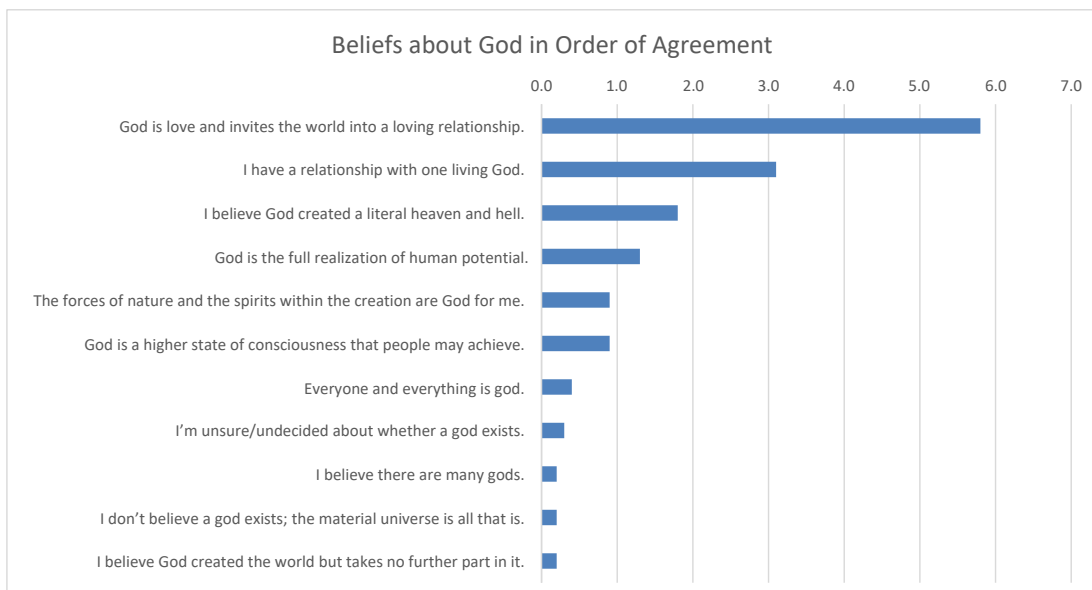 Beliefs about God in Order of Agreement
0.0 1.0 2.0 3.0 4.0 5.0 6.0 7.0
God is love and invites the world into a loving relationship.
I have a relationship with one living God.
I believe God created a literal heaven and hell.
God is the full realization of human potential.
The forces of nature and the spirits within the creation are God for me.
God is a higher state of consciousness that people may achieve.
Everyone and everything is god.
I’m unsure/undecided about whether a god exists.
I believe there are many gods.
I don’t believe a god exists; the material universe is all that is.
I believe God created the world but takes no further part in it.